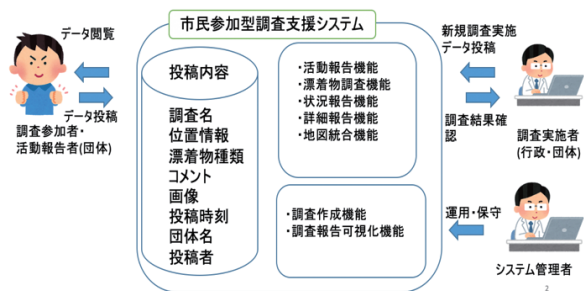 市民参加型調査支援システム
データ閲覧
データ投稿
調査参加者・
活動報告者(団体)
投稿内容
調査名
位置情報
漂着物種類
コメント
画像
投稿時刻
団体名
投稿者
・活動報告機能
・漂着物調査機能
・状況報告機能
・詳細報告機能
・地図統合機能
・調査作成機能
・調査報告可視化機能
新規調査実施
データ投稿
調査結果確
認
調査実施者
(行政・団体)
運用・保守
システム管理者
2